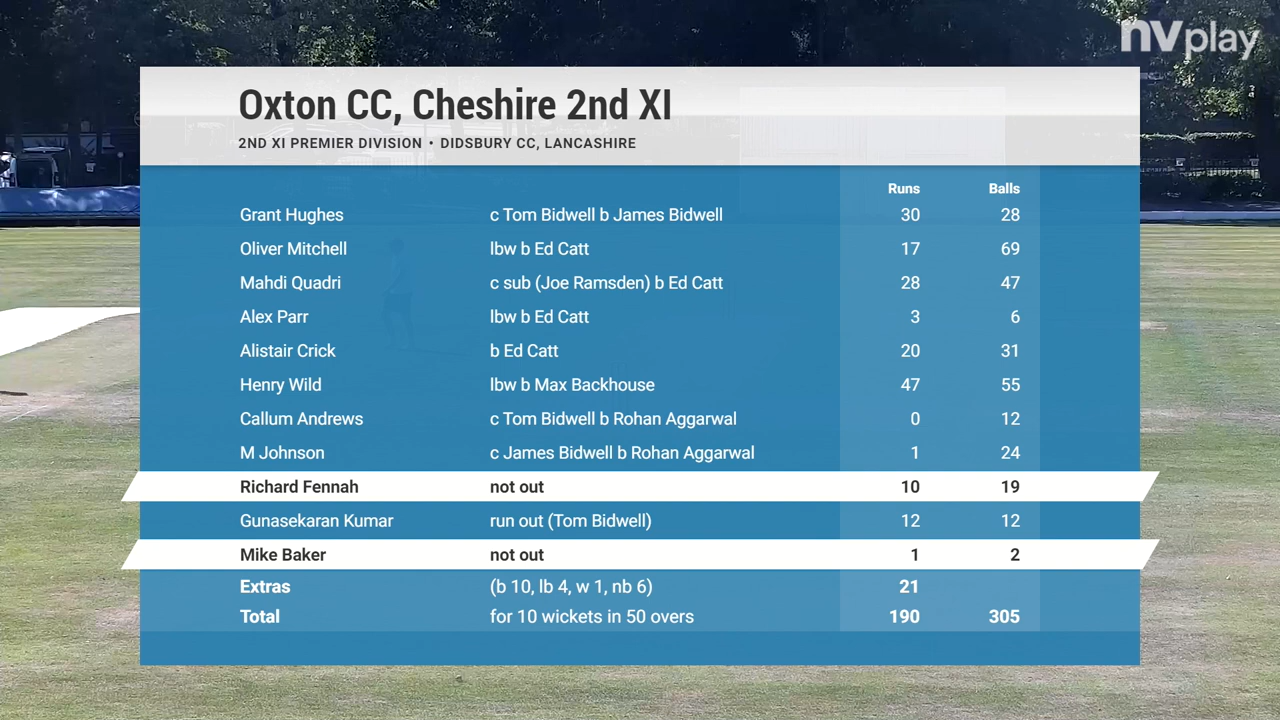 nvplay
Oxton CC, Cheshire 2nd XI
2ND XI PREMIER DIVISION • DIDSBURY CC, LANCASHIRE
Runs Balls
Grant Hughes c Tom Bidwell b James Bidwell 30 28
Oliver Mitchell lbw b Ed Catt 17 69
Mahdi Quadri c sub (Joe Ramsden) b Ed Catt 28 47
Alex Parr lbw b Ed Catt 3 6
Alistair Crick b Ed Catt 20 31
Henry Wild lbw b Max Backhouse 47 55
Callum Andrews c Tom Bidwell b Rohan Aggarwal 0 12
M Johnson c James Bidwell b Rohan Aggarwal 1 24
Richard Fennah not out 10 19
Gunasekaran Kumar run out (Tom Bidwell) 12 12
Mike Baker not out 1 2
Extras (b 10, lb 4, w 1, nb 6) 21
Total for 10 wickets in 50 overs 190 305